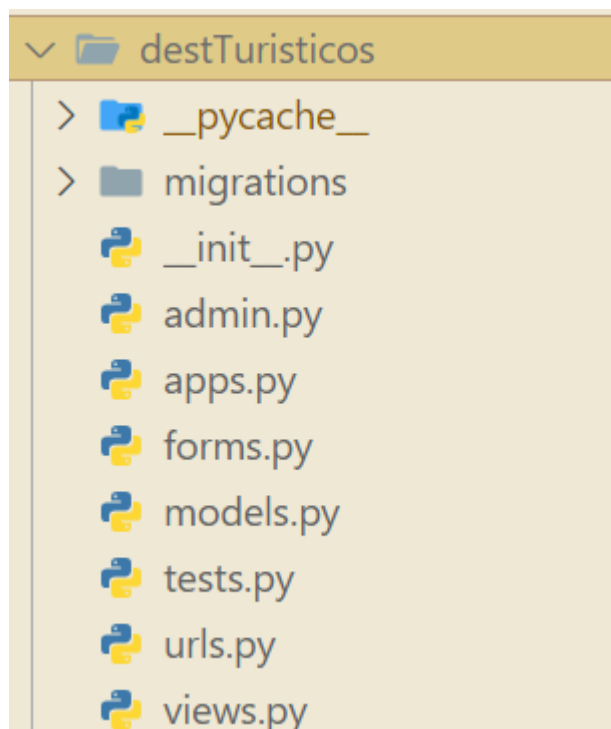 destTuristicos
__pycache__
migrations
__init__.py
admin.py
apps.py
forms.py
models.py
tests.py
urls.py
views.py